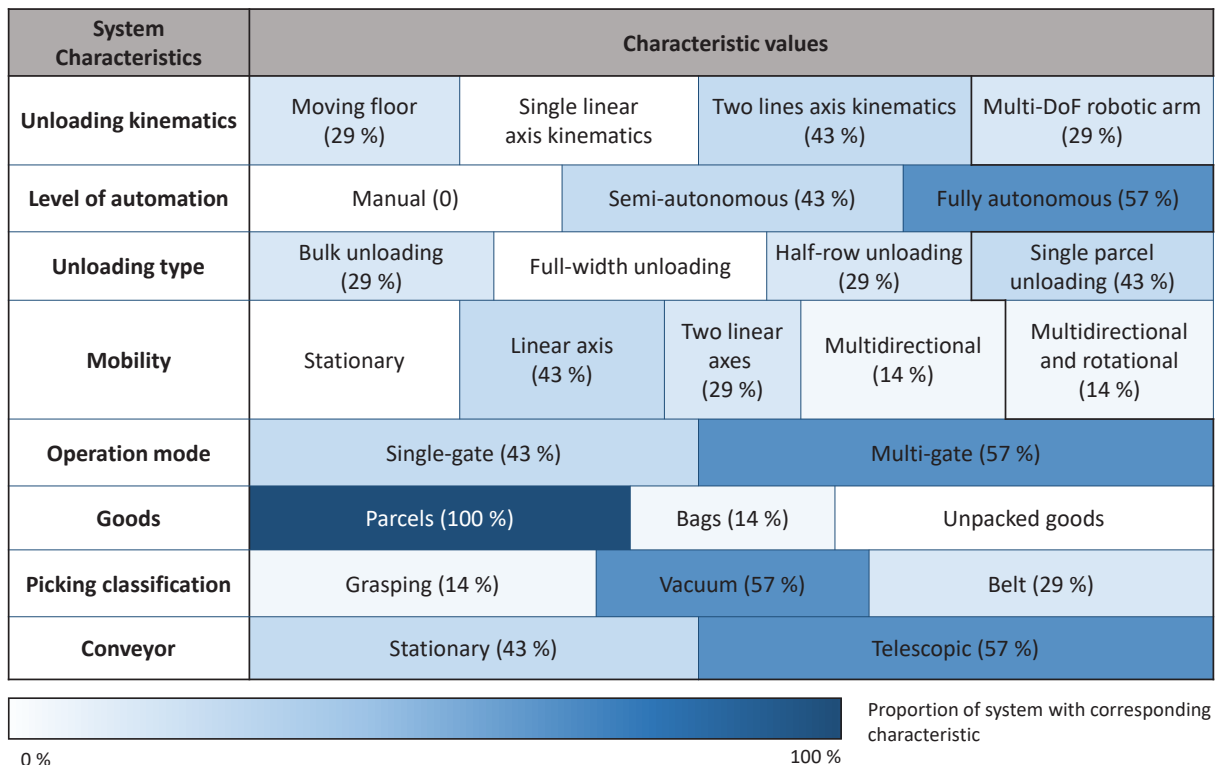 System
Characteristics
Characteristic values
Unloading kinematics
Moving floor
(29 %)
Single linear
axis kinematics
Two lines axis kinematics
(43 %)
Multi-DoF robotic arm
(29 %)
Level of automation
Manual (0)
Semi-autonomous (43 %)
Fully autonomous (57 %)
Unloading type
Bulk unloading
(29 %)
Full-width unloading
Half-row unloading
(29 %)
Single parcel
unloading (43 %)
Mobility
Stationary
Linear axis
(43 %)
Two linear
axes
(29 %)
Multidirectional
(14 %)
Multidirectional
and rotational
(14 %)
Operation mode
Single-gate (43 %)
Multi-gate (57 %)
Goods
Parcels (100 %)
Bags (14 %)
Unpacked goods
Picking classification
Grasping (14 %)
Vacuum (57 %)
Belt (29 %)
Conveyor
Stationary (43 %)
Telescopic (57 %)
0 %
100 %
Proportion of system with corresponding
characteristic